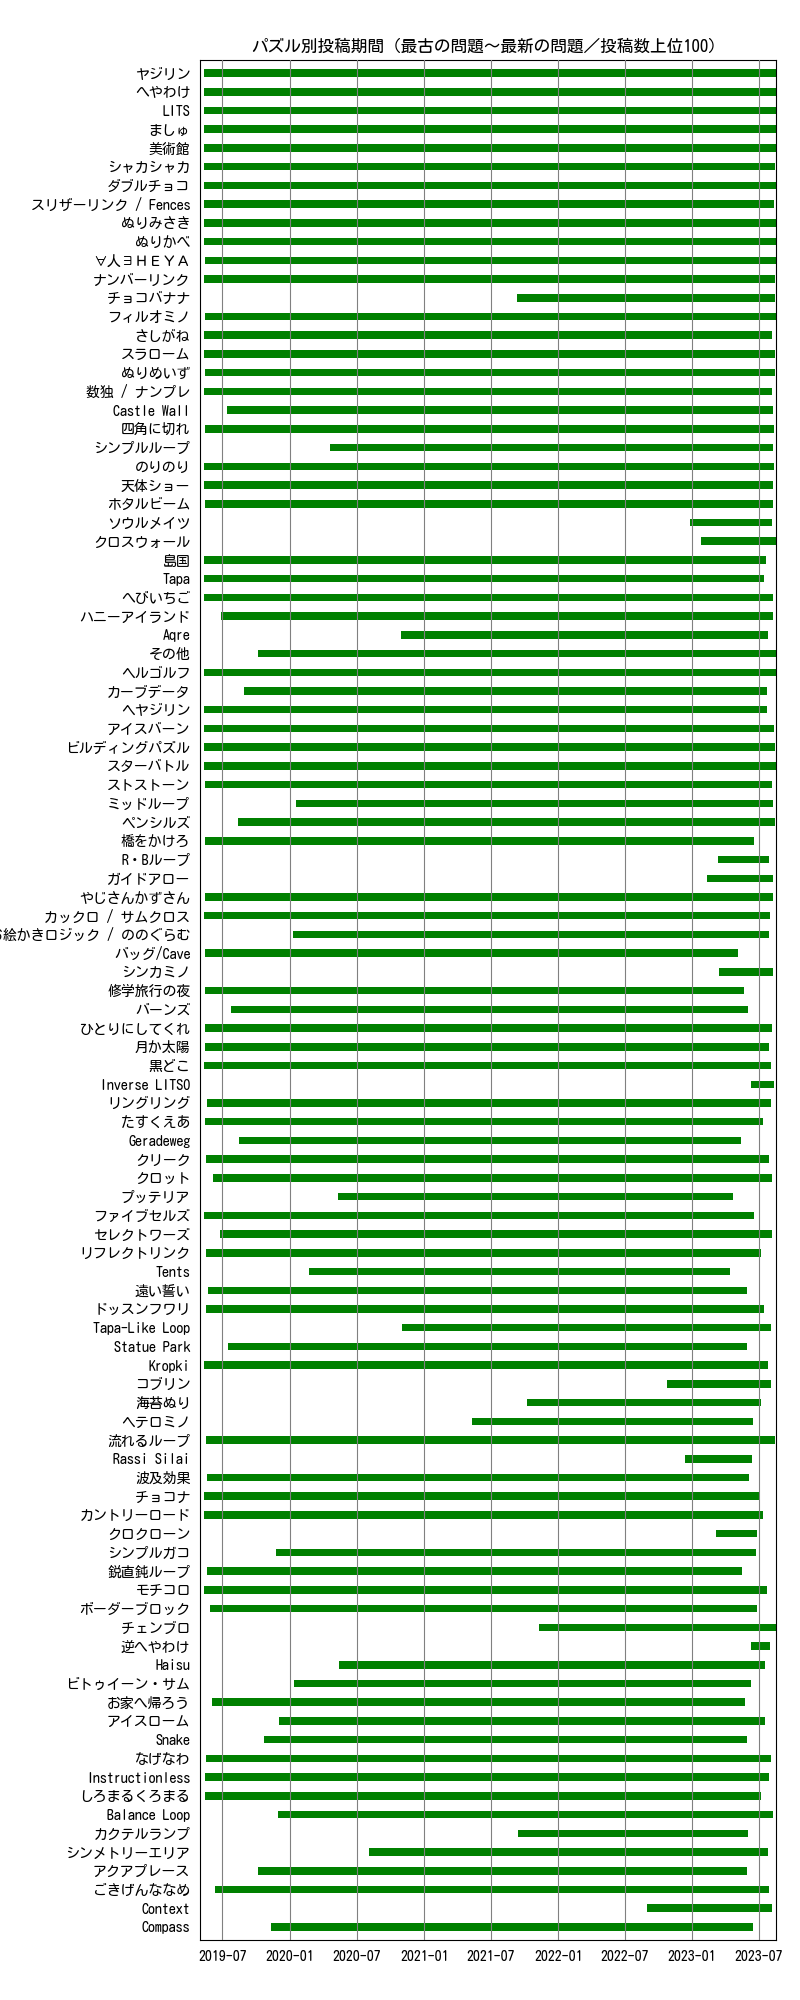 パズル別投稿期間（最古の問題～最新の問題／投稿数上位100）
ヤジリン
へやわけ
LITS
ましゅ
美術館
シャカシャカ
ダブルチョコ
スリザーリンク / Fences
ぬりみさき
ぬりかべ
∀人∃ＨＥＹＡ
ナンバーリンク
チョコバナナ
フィルオミノ
さしがね
スラローム
ぬりめいず
数独 / ナンプレ
Castle Wall
四角に切れ
シンプルループ
のりのり
天体ショー
ホタルビーム
ソウルメイツ
クロスウォール
島国
Tapa
へびいちご
ハニーアイランド
Aqre
その他
ヘルゴルフ
カーブデータ
ヘヤジリン
アイスバーン
ビルディングパズル
スターバトル
ストストーン
ミッドループ
ペンシルズ
橋をかけろ
R・Bループ
ガイドアロー
やじさんかずさん
カックロ / サムクロス
絵かきロジック / ののぐらむ
バッグ/Cave
シンカミノ
修学旅行の夜
バーンズ
ひとりにしてくれ
月か太陽
黒どこ
Inverse LITSO
リングリング
たすくえあ
Geradeweg
クリーク
クロット
プッテリア
ファイブセルズ
セレクトワーズ
リフレクトリンク
Tents
遠い誓い
ドッスンフワリ
Tapa-Like Loop
Statue Park
Kropki
コブリン
海苔ぬり
ヘテロミノ
流れるループ
Rassi Silai
波及効果
チョコナ
カントリーロード
クロクローン
シンプルガコ
鋭直鈍ループ
モチコロ
ボーダーブロック
チェンブロ
逆へやわけ
Haisu
ビトゥイーン・サム
お家へ帰ろう
アイスローム
Snake
なげなわ
Instructionless
しろまるくろまる
Balance Loop
カクテルランプ
シンメトリーエリア
アクアプレース
ごきげんななめ
Context
Compass
2019-07 2020-01 2020-07 2021-01 2021-07 2022-01 2022-07 2023-01 2023-07